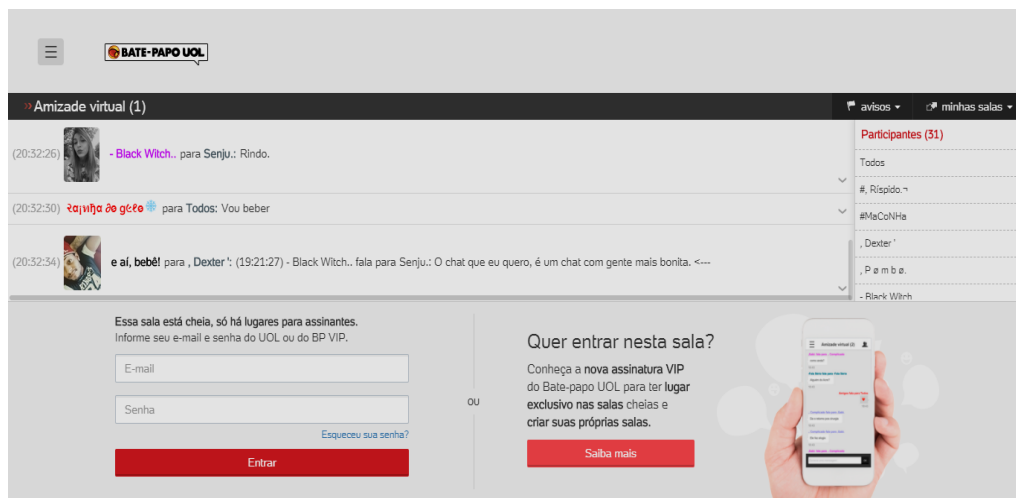 BATE-PAPO UOL
Amizade virtual (1)
avisos
minhas salas
(20:32:26) - Black Witch.. para Senju.: Rindo.
(20:32:30) para Todos: Vou beber
(20:32:34) e aí, bebê! para , Dexter ': (19:21:27) - Black Witch.. fala para Senju.: O chat que eu quero, é um chat com gente mais bonita. <---
Participantes (31)
Todos
#, Ríspido.¬
#MaCoNHa
, Dexter '
, P ø m b ø.
- Black Witch
Essa sala está cheia, só há lugares para assinantes.
Informe seu e-mail e senha do UOL ou do BP VIP.
E-mail
Senha
Esqueceu sua senha?
Entrar
OU
Quer entrar nesta sala?
Conheça a nova assinatura VIP
do Bate-papo UOL para ter lugar
exclusivo nas salas cheias e
criar suas próprias salas.
Saiba mais
Amizade virtual (2)